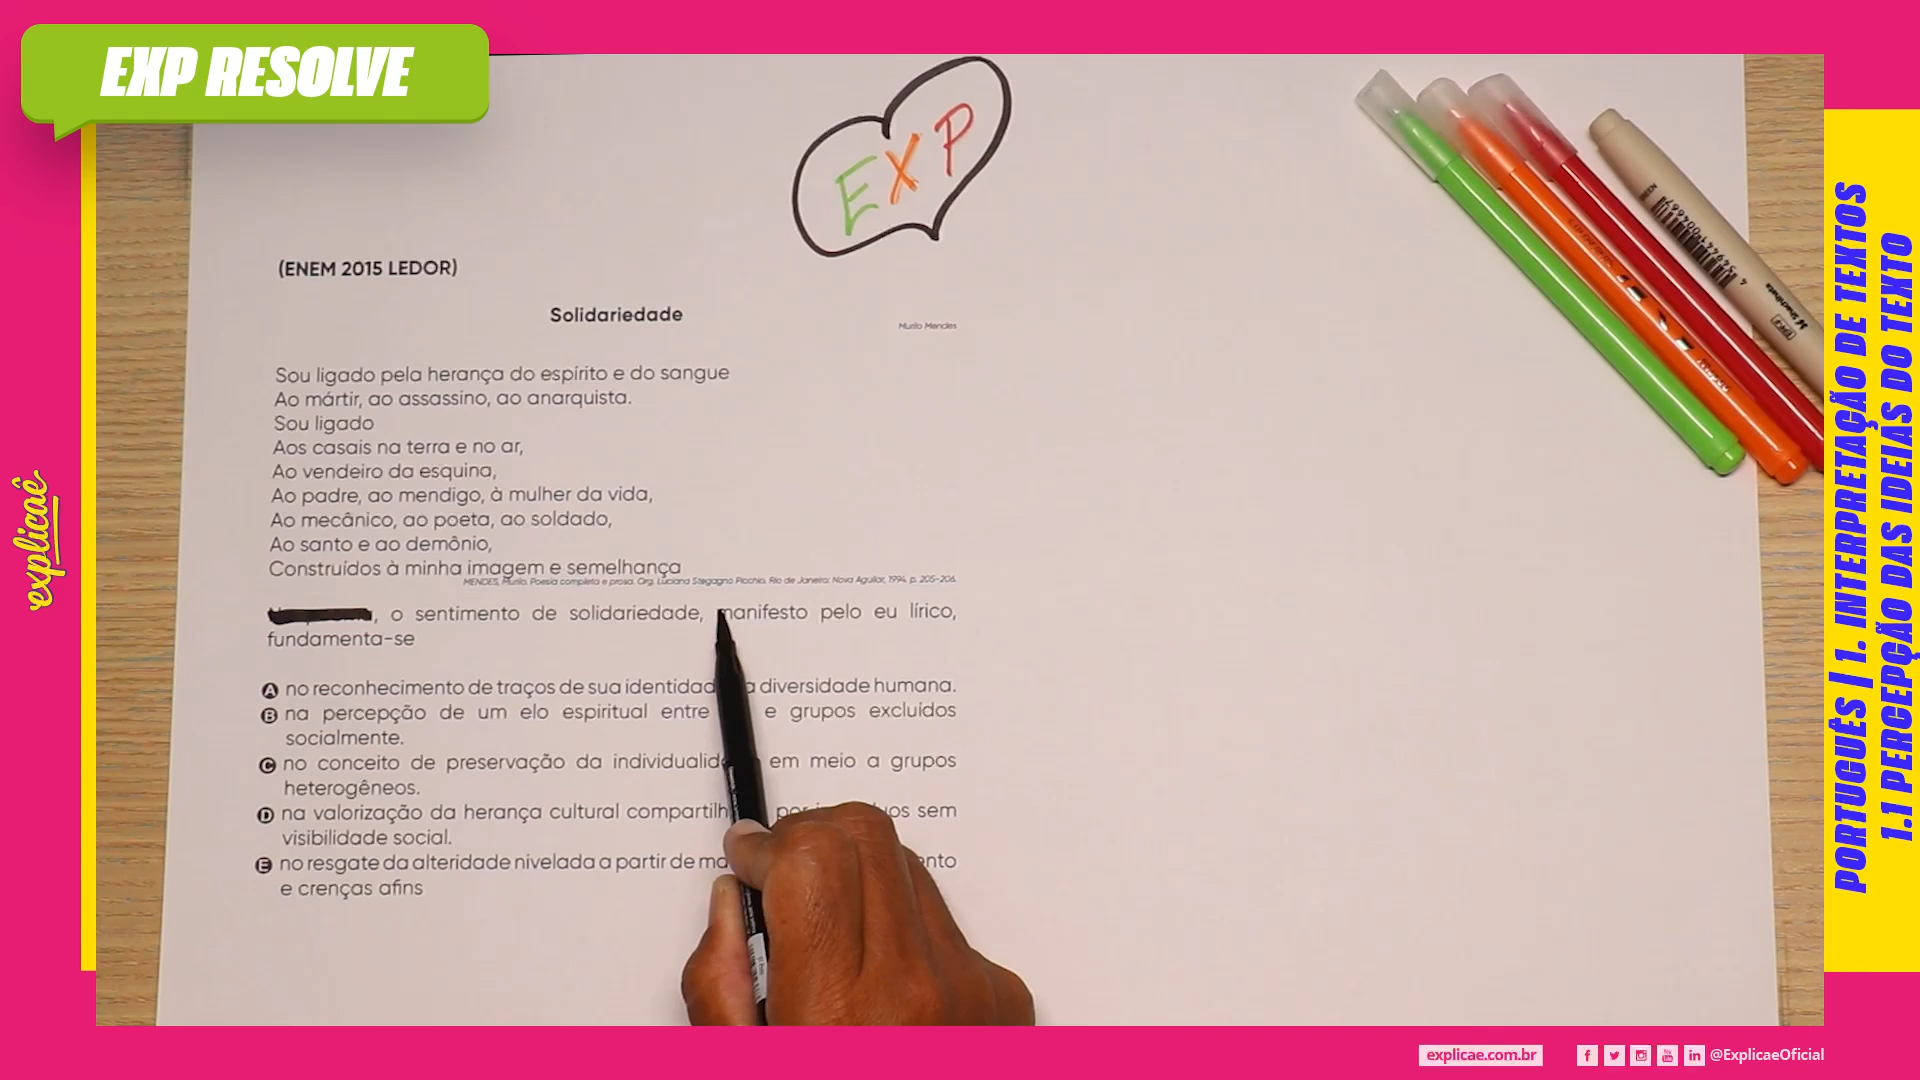 EXP RESOLVE
EXP
(ENEM 2015 LEDOR)
Solidariedade
Murilo Mendes
Sou ligado pela herança do espírito e do sangue
Ao mártir, ao assassino, ao anarquista.
Sou ligado
Aos casais na terra e no ar,
Ao vendeiro da esquina,
Ao padre, ao mendigo, à mulher da vida,
Ao mecânico, ao poeta, ao soldado,
Ao santo e ao demônio,
Construídos à minha imagem e semelhança
MENDES, Murilo. Poesia completa e prosa. Org. Luciana Stegagno Picchio. Rio de Janeiro: Nova Aguilar, 1994, p. 205-206.
, o sentimento de solidariedade, manifesto pelo eu lírico,
fundamenta-se
A no reconhecimento de traços de sua identidad a diversidade humana.
B na percepção de um elo espiritual entre e grupos excluídos
socialmente.
C no conceito de preservação da individualid em meio a grupos
heterogêneos.
D na valorização da herança cultural compartilh por sem
visibilidade social.
E no resgate da alteridade nivelada a partir de
e crenças afins
explicaê
PORTUGUÊS | 1. INTERPRETAÇÃO DE TEXTOS
1.1 PERCEPÇÃO DAS IDEIAS DO TEXTO
explicae.com.br
@ExplicaeOficial